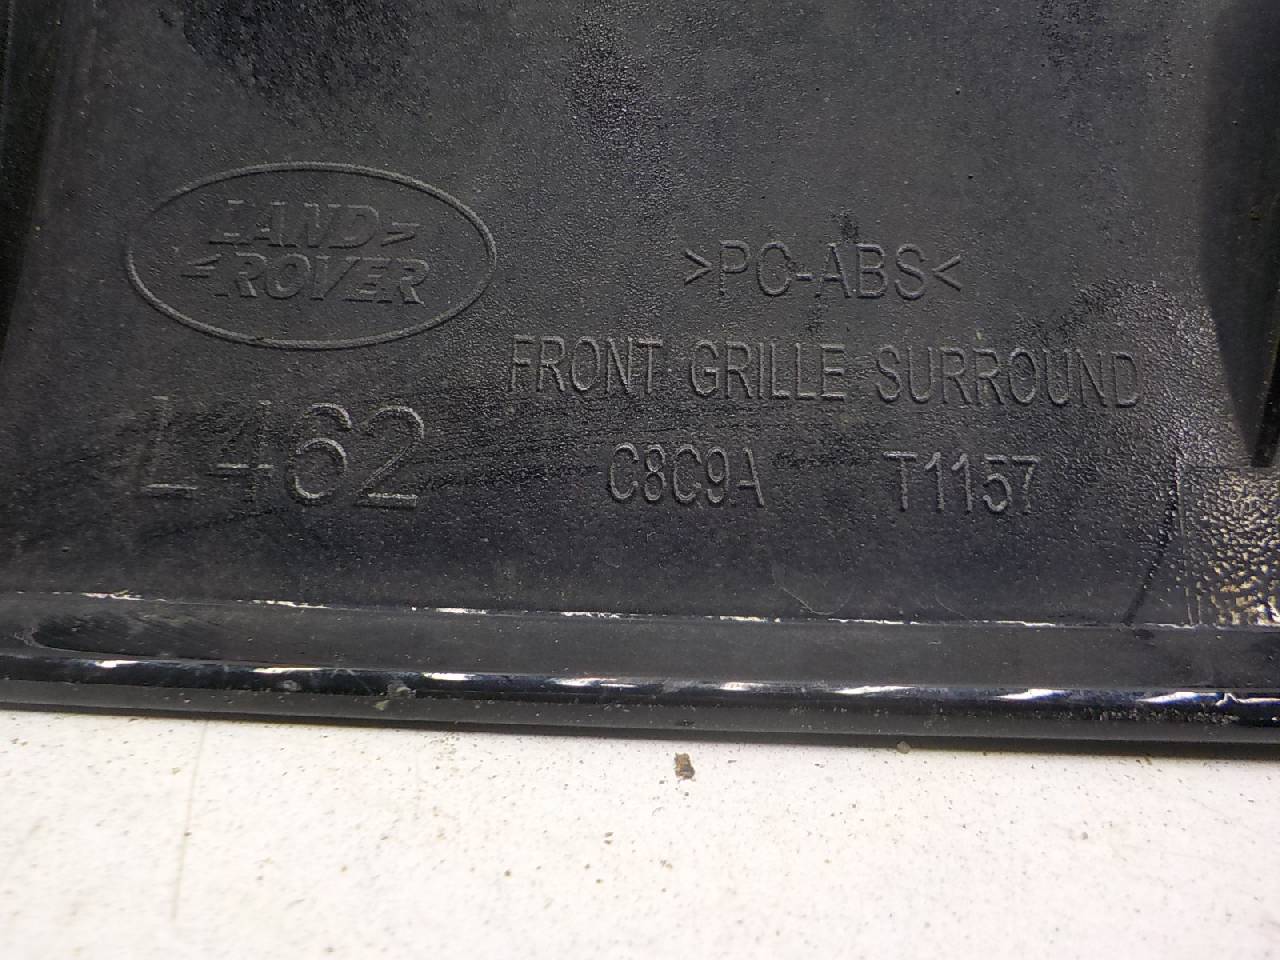 LAND
ROVER
>PC-ABS<
FRONT GRILLE SURROUND
L462
C8C9A T1157